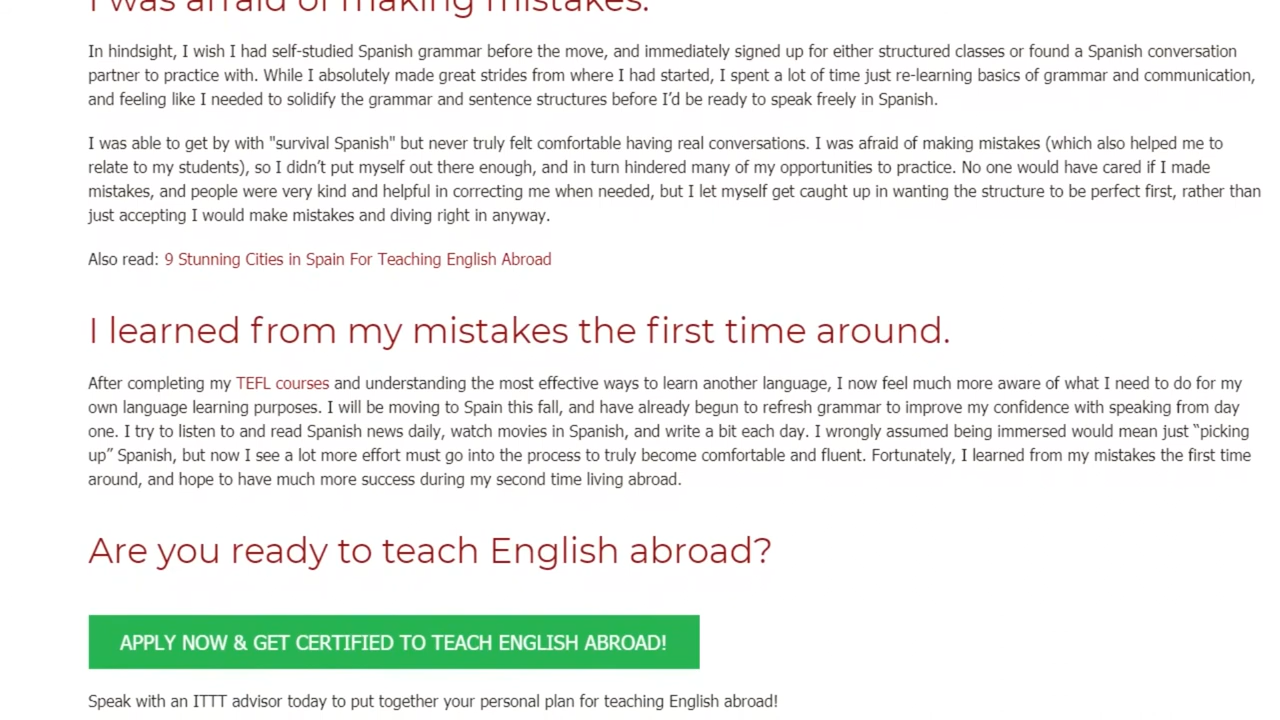 I was afraid of making mistakes.
In hindsight, I wish I had self-studied Spanish grammar before the move, and immediately signed up for either structured classes or found a Spanish conversation
partner to practice with. While I absolutely made great strides from where I had started, I spent a lot of time just re-learning basics of grammar and communication,
and feeling like I needed to solidify the grammar and sentence structures before I’d be ready to speak freely in Spanish.
I was able to get by with "survival Spanish" but never truly felt comfortable having real conversations. I was afraid of making mistakes (which also helped me to
relate to my students), so I didn’t put myself out there enough, and in turn hindered many of my opportunities to practice. No one would have cared if I made
mistakes, and people were very kind and helpful in correcting me when needed, but I let myself get caught up in wanting the structure to be perfect first, rather than
just accepting I would make mistakes and diving right in anyway.
Also read: 9 Stunning Cities in Spain For Teaching English Abroad
I learned from my mistakes the first time around.
After completing my TEFL courses and understanding the most effective ways to learn another language, I now feel much more aware of what I need to do for my
own language learning purposes. I will be moving to Spain this fall, and have already begun to refresh grammar to improve my confidence with speaking from day
one. I try to listen to and read Spanish news daily, watch movies in Spanish, and write a bit each day. I wrongly assumed being immersed would mean just “picking
up” Spanish, but now I see a lot more effort must go into the process to truly become comfortable and fluent. Fortunately, I learned from my mistakes the first time
around, and hope to have much more success during my second time living abroad.
Are you ready to teach English abroad?
APPLY NOW & GET CERTIFIED TO TEACH ENGLISH ABROAD!
Speak with an ITTT advisor today to put together your personal plan for teaching English abroad!